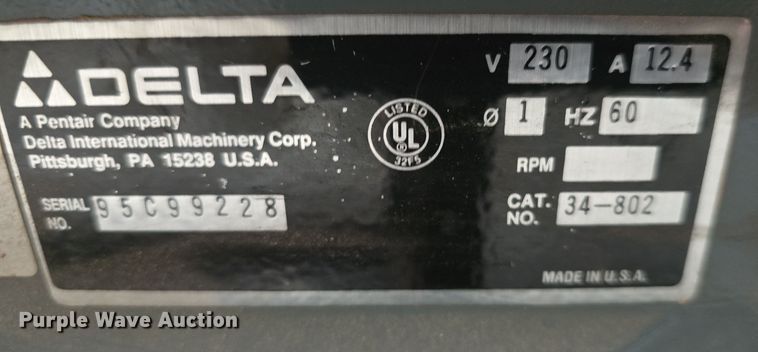 DELTA
A Pentair Company
Delta International Machinery Corp.
Pittsburgh, PA 15238 U.S.A.
SERIAL NO. 95C99228
LISTED
UL
®
32F5
V 230 A 12.4
Ø 1 HZ 60
RPM
CAT. NO. 34-802
MADE IN U.S.A.
Purple Wave Auction